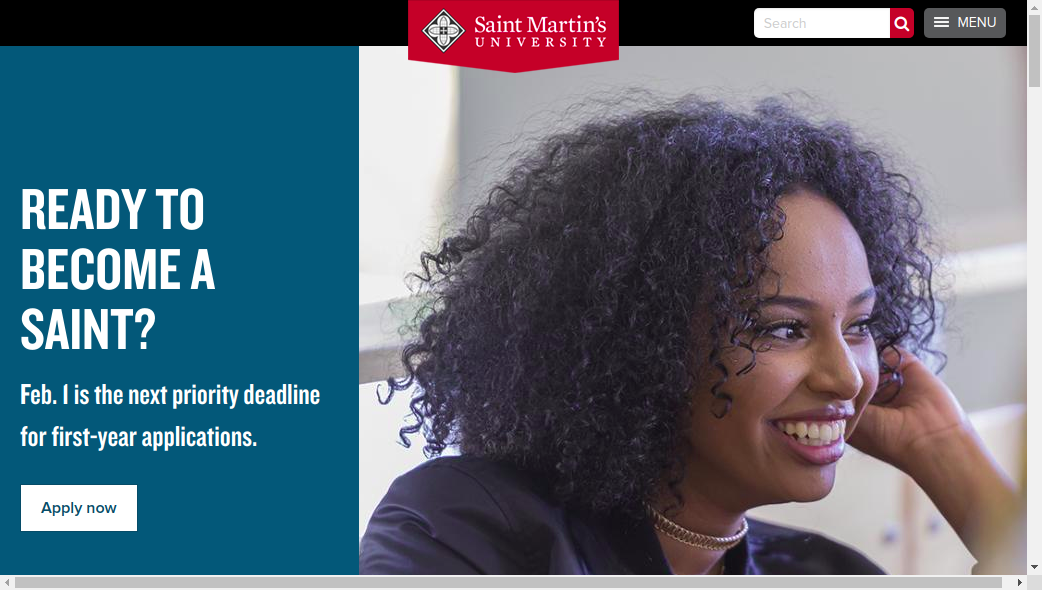 Saint Martin's
UNIVERSITY
Search
MENU
READY TO
BECOME A
SAINT?
Feb. 1 is the next priority deadline
for first-year applications.
Apply now